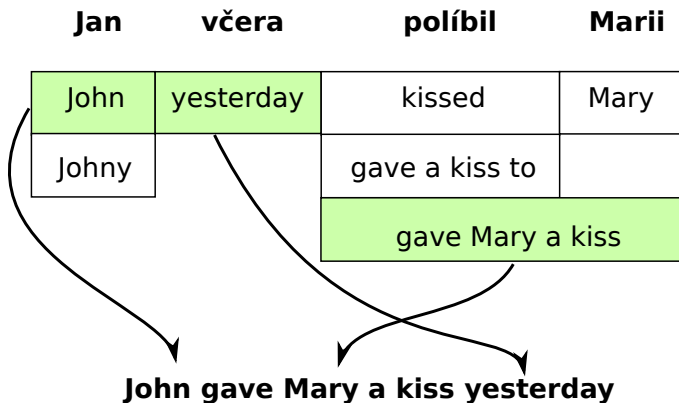 Jan včera políbil Marii
John yesterday kissed Mary
Johny gave a kiss to
gave Mary a kiss
John gave Mary a kiss yesterday